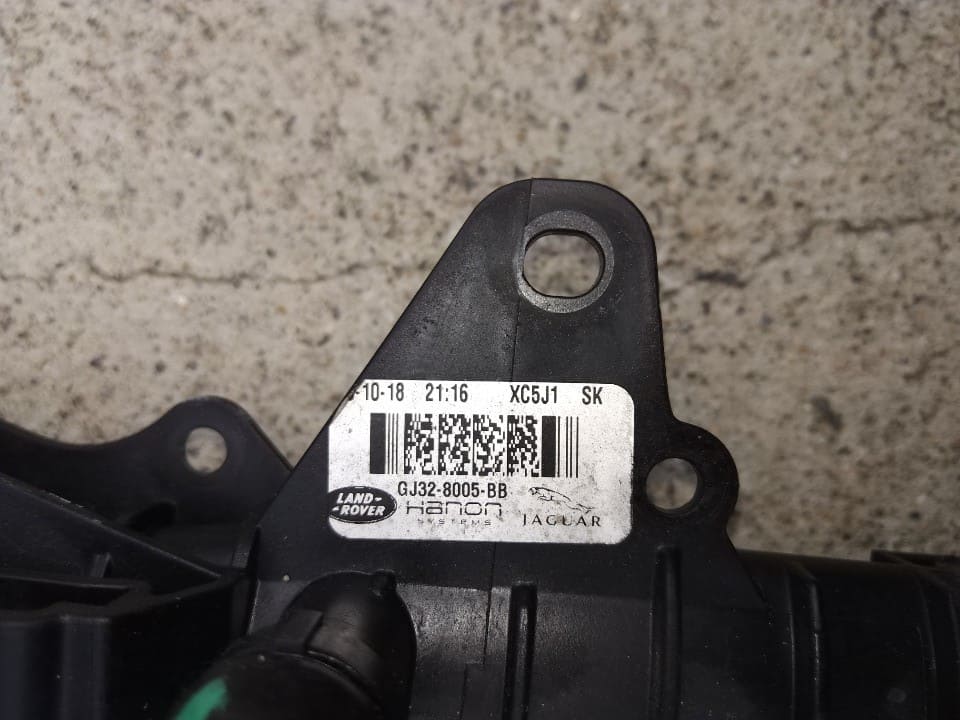 -10-18 21:16 XC5J1 SK
GJ32-8005-BB
LAND-
-ROVER
Hanon
SYSTEMS
JAGUAR